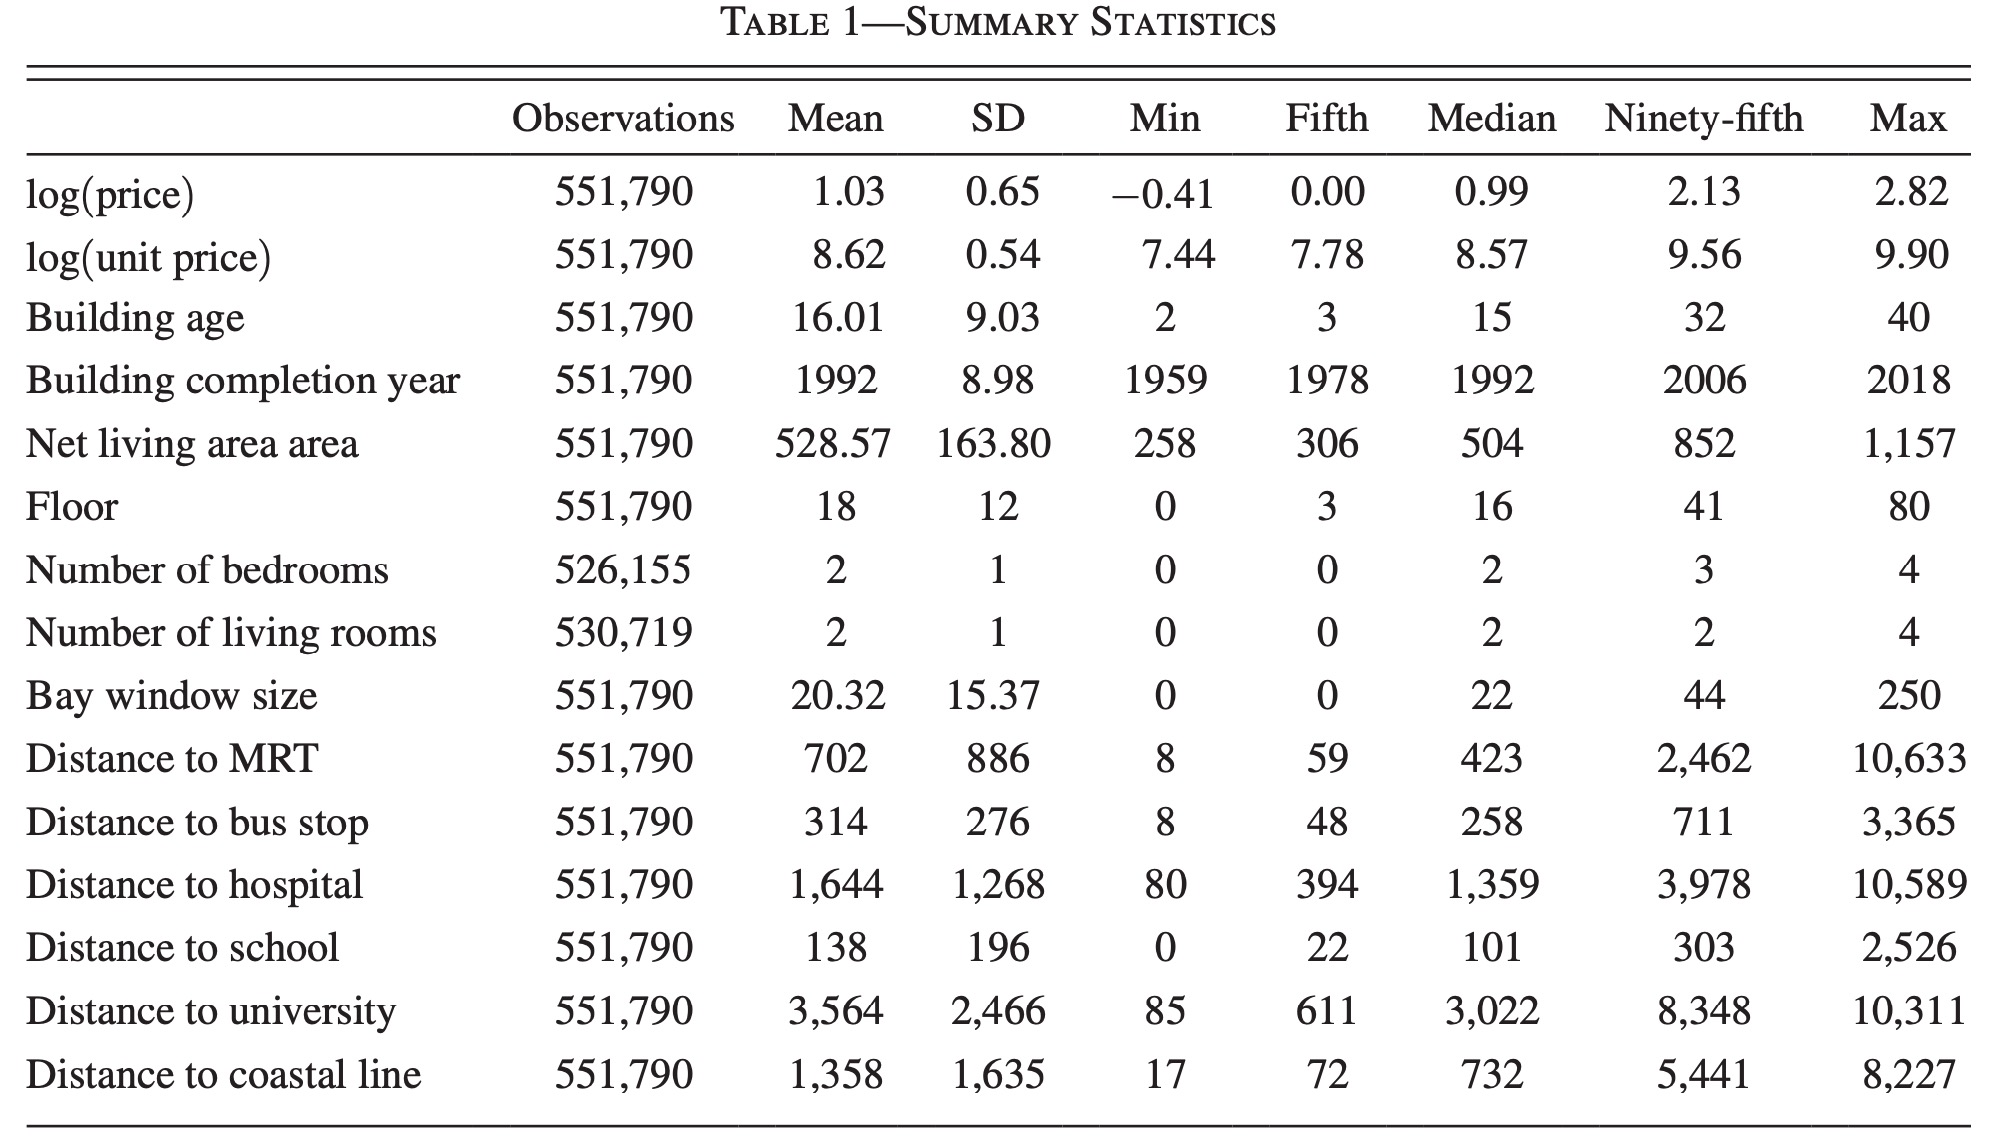 TABLE 1—SUMMARY STATISTICS
Observations Mean SD Min Fifth Median Ninety-fifth Max
log(price) 551,790 1.03 0.65 −0.41 0.00 0.99 2.13 2.82
log(unit price) 551,790 8.62 0.54 7.44 7.78 8.57 9.56 9.90
Building age 551,790 16.01 9.03 2 3 15 32 40
Building completion year 551,790 1992 8.98 1959 1978 1992 2006 2018
Net living area area 551,790 528.57 163.80 258 306 504 852 1,157
Floor 551,790 18 12 0 3 16 41 80
Number of bedrooms 526,155 2 1 0 0 2 3 4
Number of living rooms 530,719 2 1 0 0 2 2 4
Bay window size 551,790 20.32 15.37 0 0 22 44 250
Distance to MRT 551,790 702 886 8 59 423 2,462 10,633
Distance to bus stop 551,790 314 276 8 48 258 711 3,365
Distance to hospital 551,790 1,644 1,268 80 394 1,359 3,978 10,589
Distance to school 551,790 138 196 0 22 101 303 2,526
Distance to university 551,790 3,564 2,466 85 611 3,022 8,348 10,311
Distance to coastal line 551,790 1,358 1,635 17 72 732 5,441 8,227